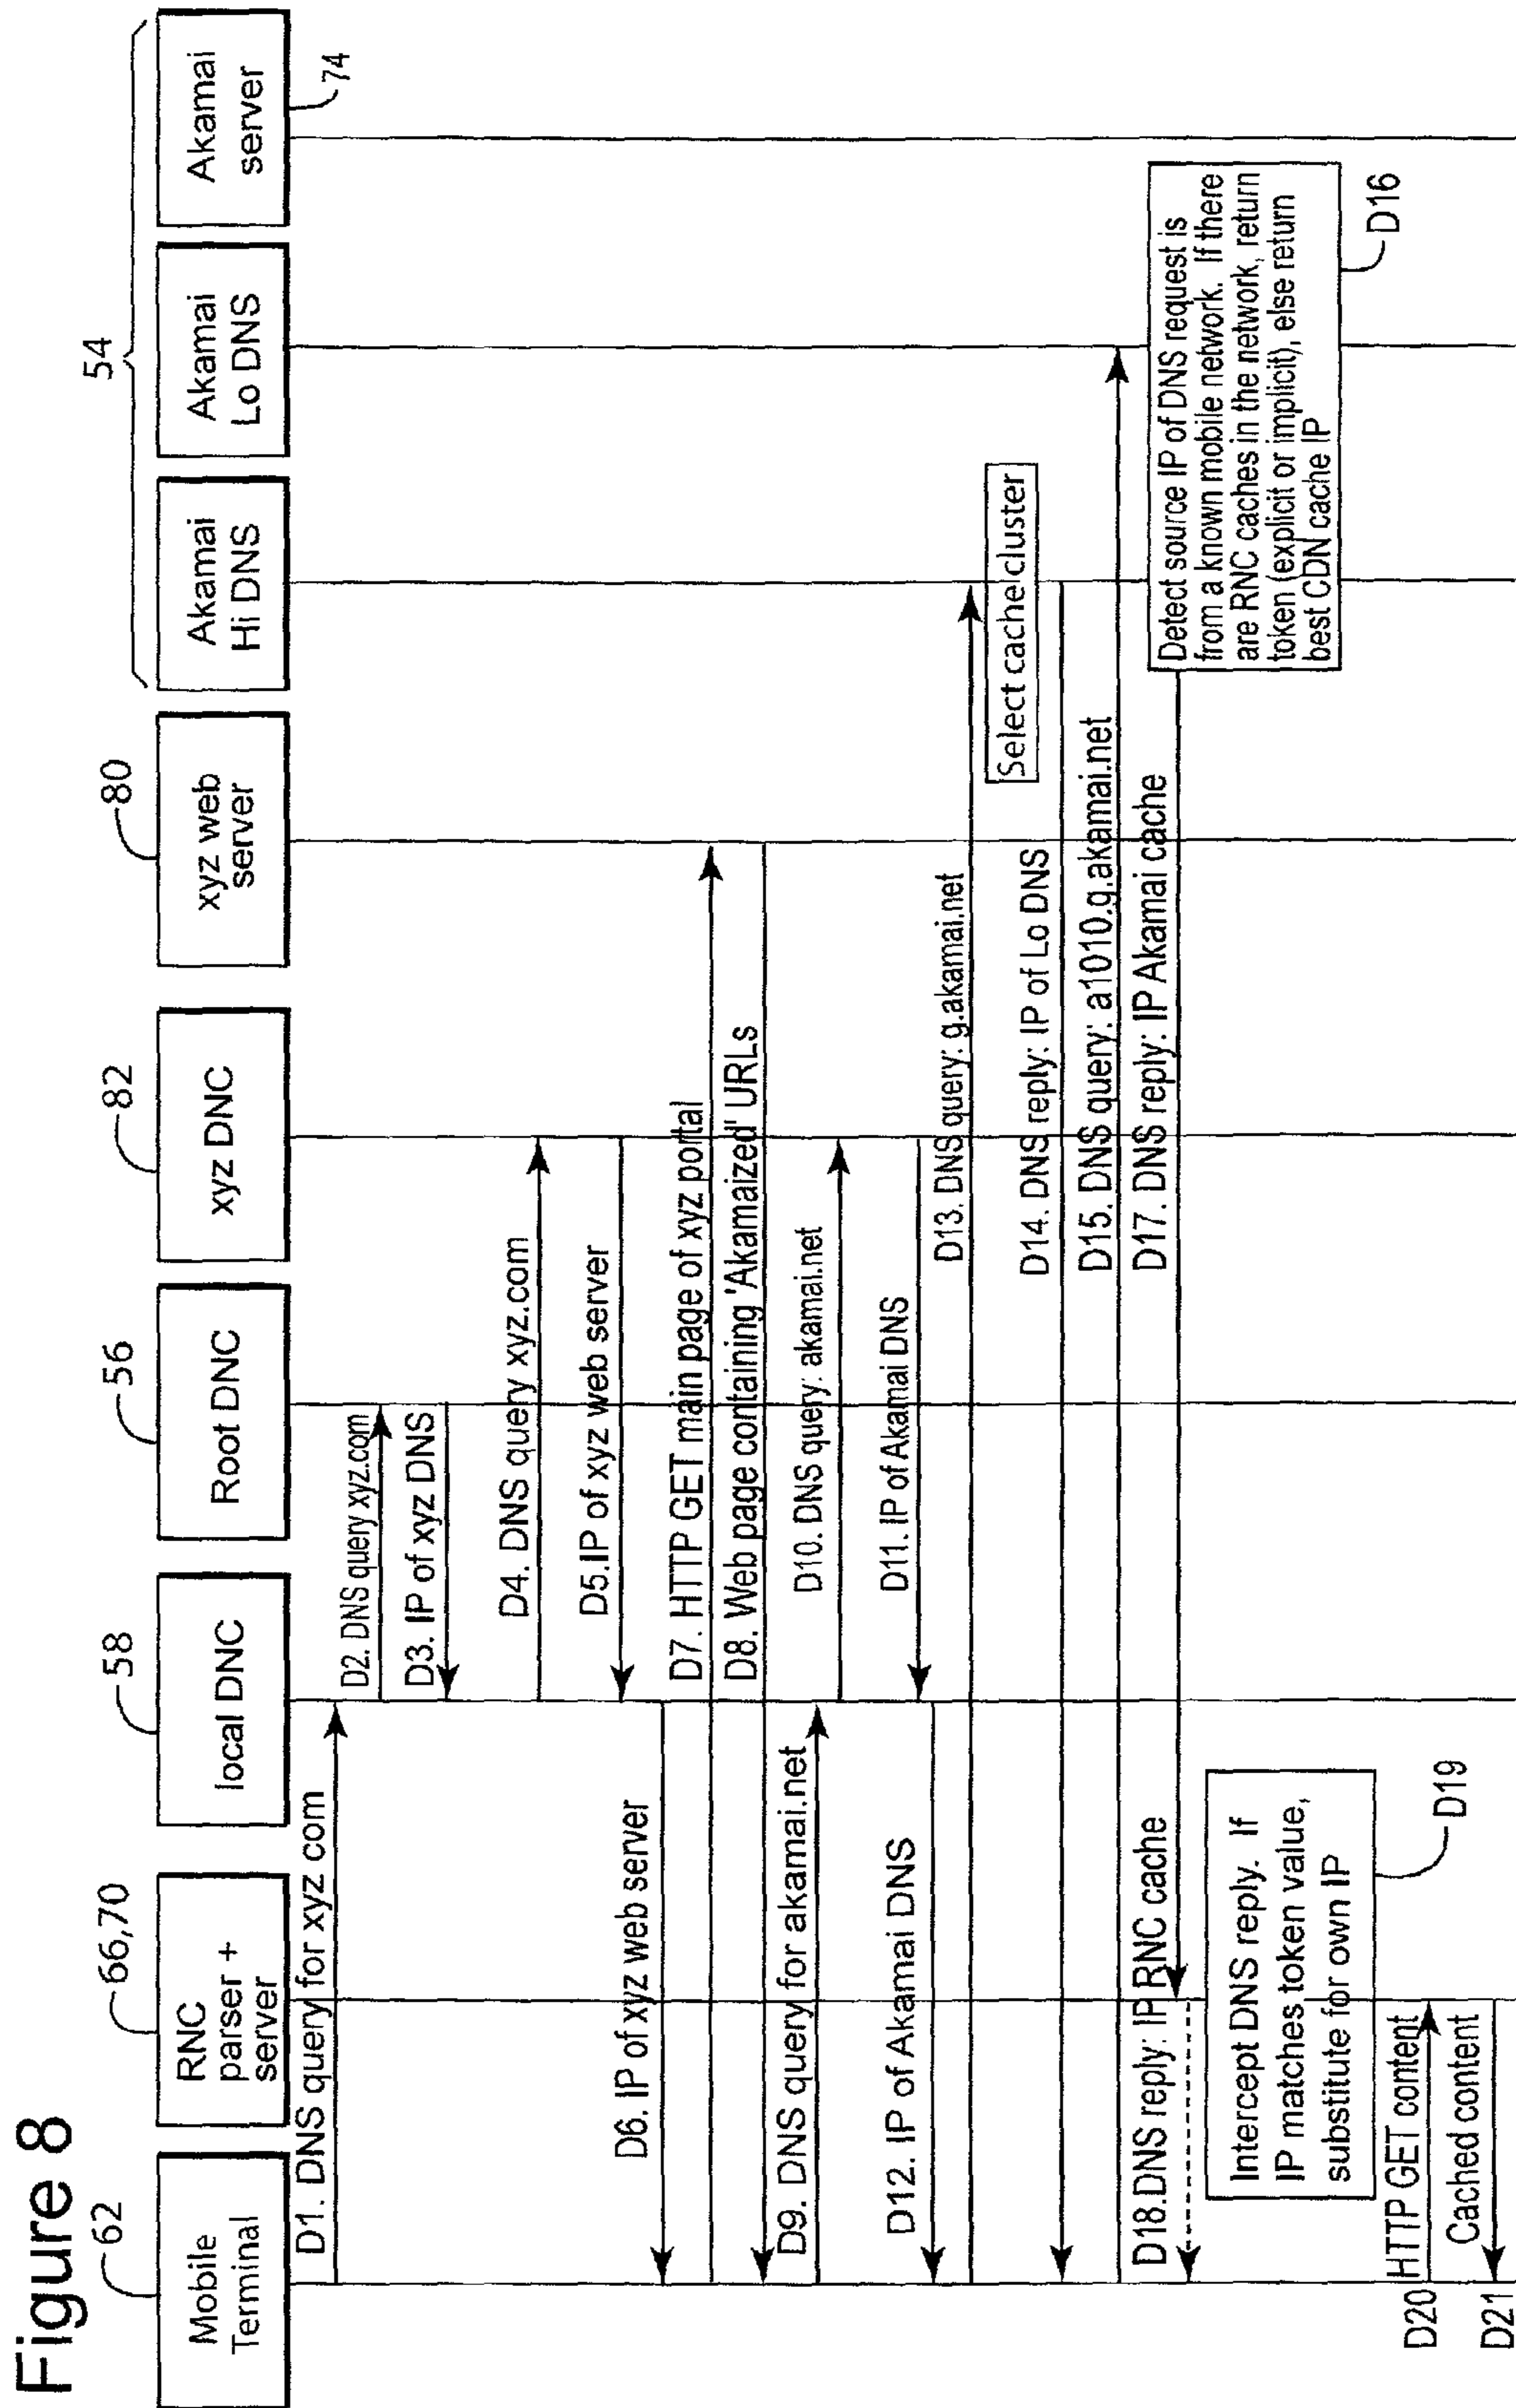 Figure 8
62
66,70
58
56
82
80
54
74
Mobile
Terminal
RNC
parser +
server
local DNC
Root DNC
xyz DNC
xyz web
server
Akamai
Hi DNS
Akamai
Lo DNS
Akamai
server
D1. DNS query for xyz com
D2. DNS query xyz.com
D3. IP of xyz DNS
D4. DNS query xyz.com
D5.IP of xyz web server
D6. IP of xyz web server
D7. HTTP GET main page of xyz portal
D8. Web page containing 'Akamaized' URLs
D9. DNS query for akamai.net
D10. DNS query: akamai.net
D11. IP of Akamai DNS
D12. IP of Akamai DNS
D13. DNS query: g.akamai.net
Select cache cluster
D14. DNS reply: IP of Lo DNS
D15. DNS query: a1010.g.akamai.net
D17. DNS reply: IP Akamai cache
Detect source IP of DNS request is
from a known mobile network. If there
are RNC caches in the network, return
token (explicit or implicit), else return
best CDN cache IP
D16
D18.DNS reply: IP RNC cache
Intercept DNS reply. If
IP matches token value,
substitute for own IP
D19
D20
HTTP GET content
Cached content
D21